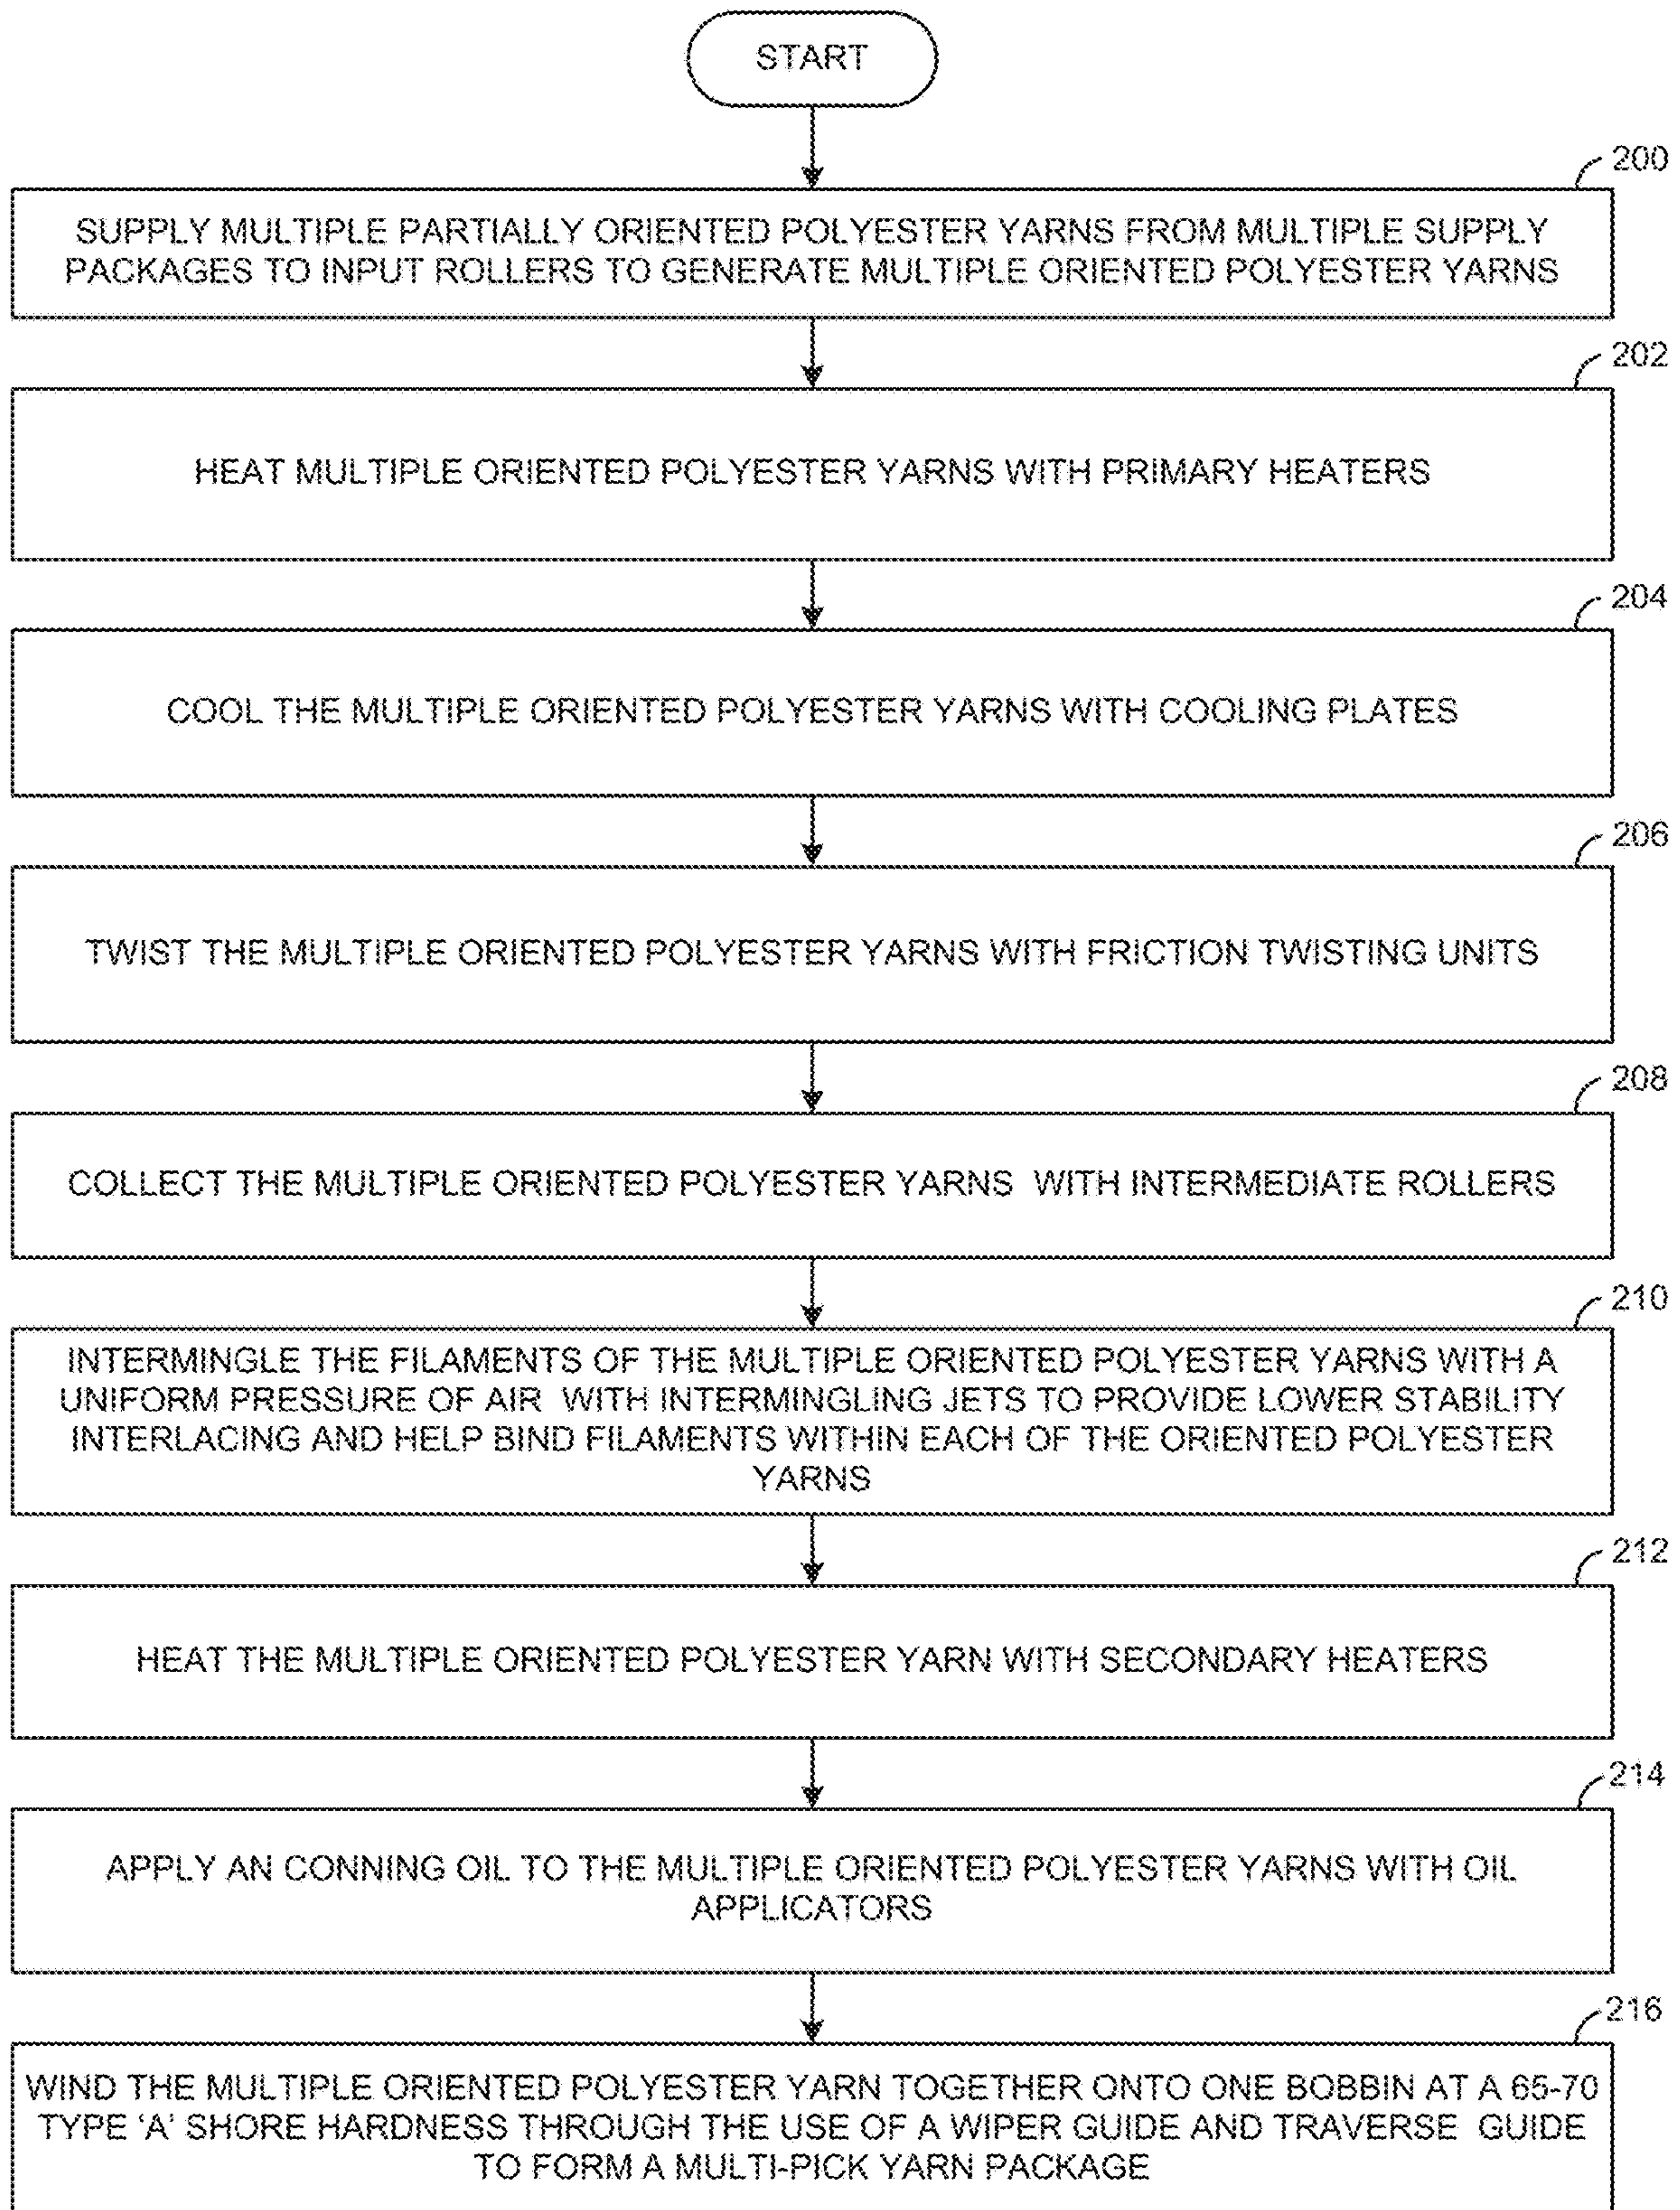 START
200
SUPPLY MULTIPLE PARTIALLY ORIENTED POLYESTER YARNS FROM MULTIPLE SUPPLY
PACKAGES TO INPUT ROLLERS TO GENERATE MULTIPLE ORIENTED POLYESTER YARNS
202
HEAT MULTIPLE ORIENTED POLYESTER YARNS WITH PRIMARY HEATERS
204
COOL THE MULTIPLE ORIENTED POLYESTER YARNS WITH COOLING PLATES
206
TWIST THE MULTIPLE ORIENTED POLYESTER YARNS WITH FRICTION TWISTING UNITS
208
COLLECT THE MULTIPLE ORIENTED POLYESTER YARNS WITH INTERMEDIATE ROLLERS
210
INTERMINGLE THE FILAMENTS OF THE MULTIPLE ORIENTED POLYESTER YARNS WITH A
UNIFORM PRESSURE OF AIR WITH INTERMINGLING JETS TO PROVIDE LOWER STABILITY
INTERLACING AND HELP BIND FILAMENTS WITHIN EACH OF THE ORIENTED POLYESTER
YARNS
212
HEAT THE MULTIPLE ORIENTED POLYESTER YARN WITH SECONDARY HEATERS
214
APPLY AN CONNING OIL TO THE MULTIPLE ORIENTED POLYESTER YARNS WITH OIL
APPLICATORS
216
WIND THE MULTIPLE ORIENTED POLYESTER YARN TOGETHER ONTO ONE BOBBIN AT A 65-70
TYPE ‘A’ SHORE HARDNESS THROUGH THE USE OF A WIPER GUIDE AND TRAVERSE GUIDE
TO FORM A MULTI-PICK YARN PACKAGE